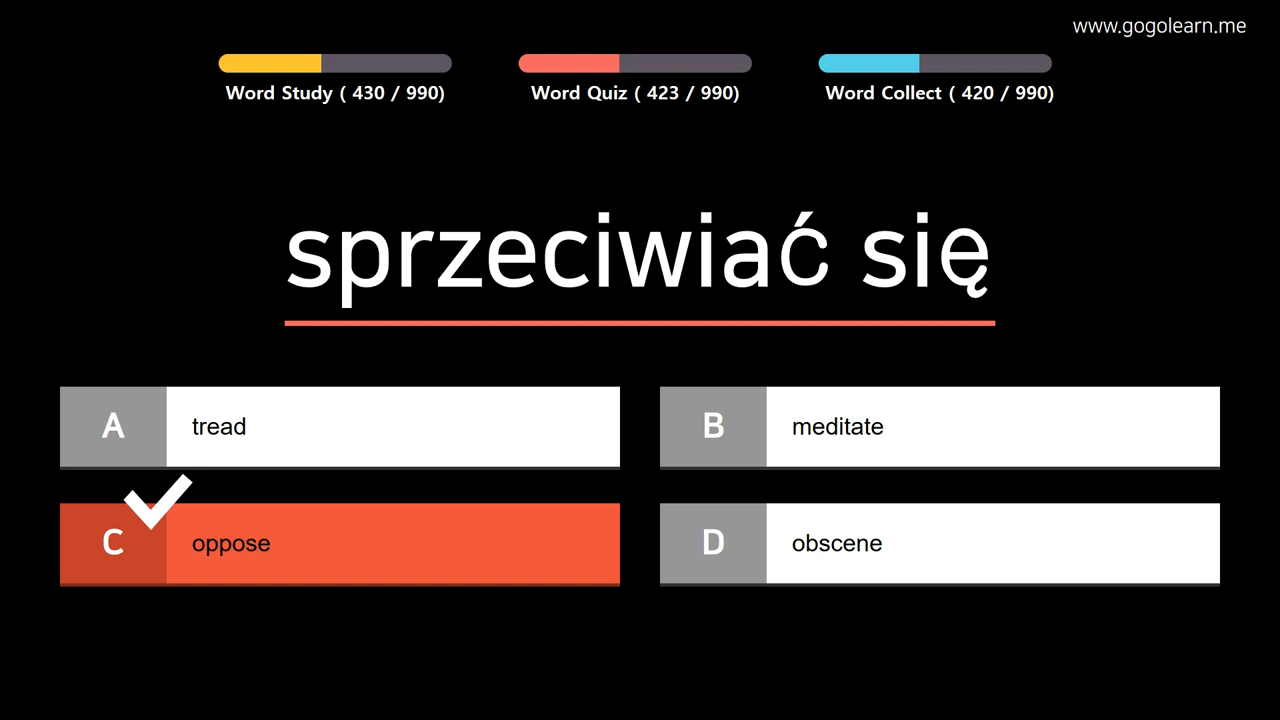 www.gogolearn.me
Word Study ( 430 / 990)
Word Quiz ( 423 / 990)
Word Collect ( 420 / 990)
sprzeciwiać się
A tread
B meditate
C oppose
D obscene